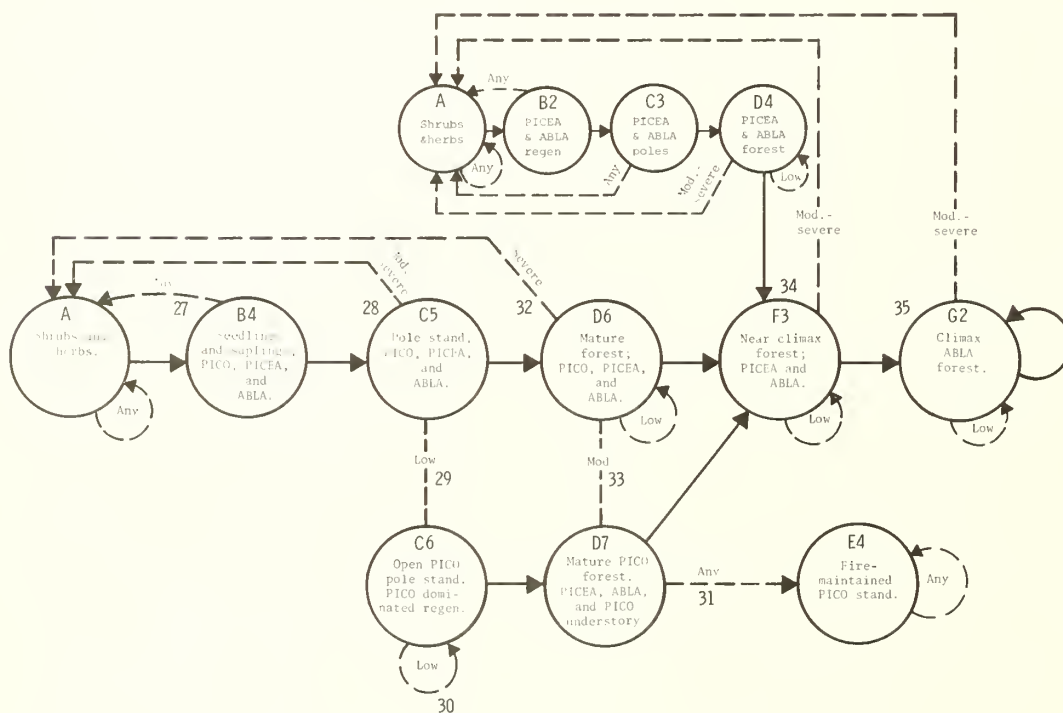 A
Shrubs
&herbs
Any
Any
B2
PICEA
& ABLA
regen
C3
PICEA
& ABLA
poles
Any
D4
PICEA
& ABLA
forest
Low
Mod.-
severe
Mod.-
severe
Mod.-
severe
A
Shrubs
herbs.
Any
27
B4
Seedlings
and saplings,
PICO, PICEA,
and
ABLA.
28
Mod.
severe
C5
Pole stand,
PICO, PICEA,
and
ABLA.
32
Severe
D6
Mature
forest;
PICO, PICEA,
and
ABLA.
Low
34
F3
Near climax
forest;
PICEA and
ABLA.
Low
35
G2
Climax
ABLA
forest.
Low
Low
29
Mod
33
C6
Open PICO
pole stand.
PICO domi-
nated regen.
Low
30
D7
Mature PICO
forest.
PICEA, ABLA,
and PICO
understory
Any
31
E4
Fire-
maintained
PICO stand.
Any